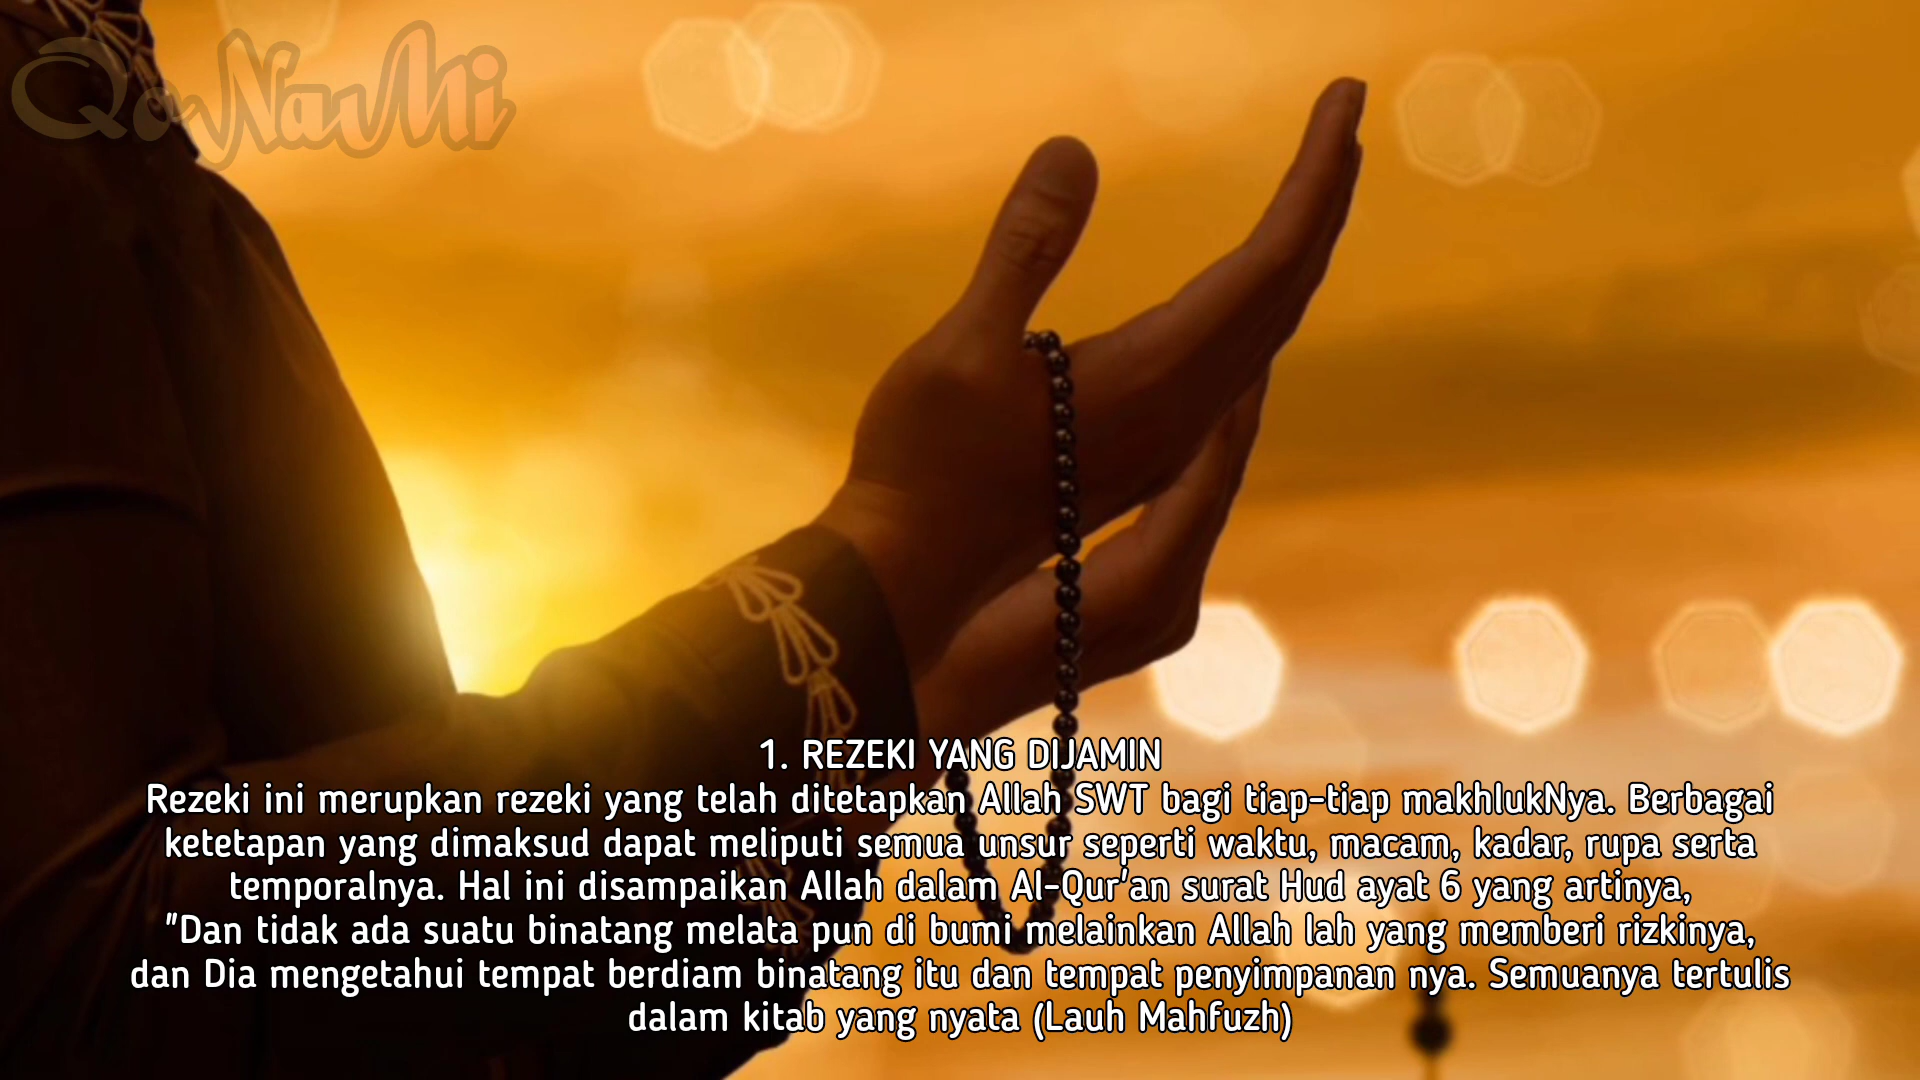 QoNaMi
1. REZEKI YANG DIJAMIN
Rezeki ini merupkan rezeki yang telah ditetapkan Allah SWT bagi tiap-tiap makhlukNya. Berbagai
ketetapan yang dimaksud dapat meliputi semua unsur seperti waktu, macam, kadar, rupa serta
temporalnya. Hal ini disampaikan Allah dalam Al-Qur'an surat Hud ayat 6 yang artinya,
"Dan tidak ada suatu binatang melata pun di bumi melainkan Allah lah yang memberi rizkinya,
dan Dia mengetahui tempat berdiam binatang itu dan tempat penyimpanan nya. Semuanya tertulis
dalam kitab yang nyata (Lauh Mahfuzh)